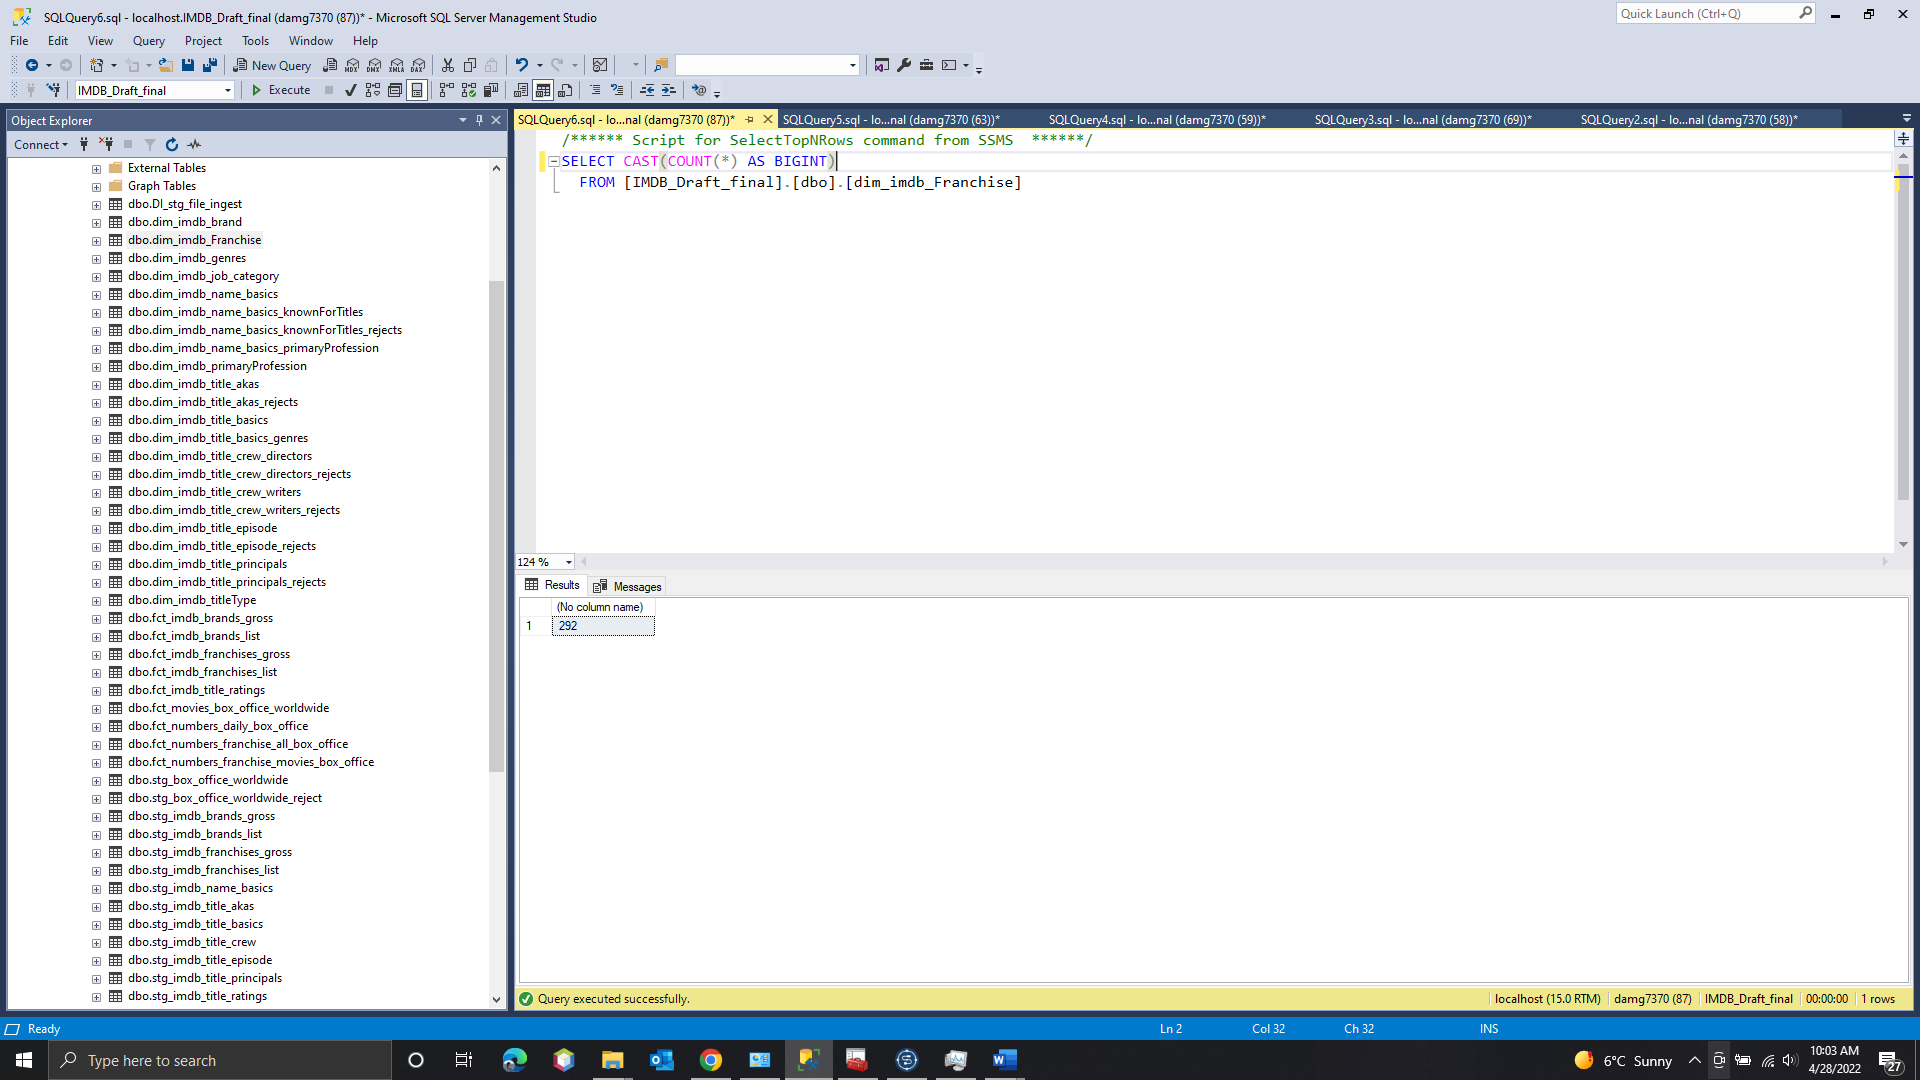 SQLQuery6.sql - localhost.IMDB_Draft_final (damg7370 (87))* - Microsoft SQL Server Management Studio
Quick Launch (Ctrl+Q)
File Edit View Query Project Tools Window Help
New Query
MDX DMX XMLA DAX
IMDB_Draft_final
Execute
Object Explorer
SQLQuery6.sql - lo...nal (damg7370 (87))*
SQLQuery5.sql - lo...nal (damg7370 (63))*
SQLQuery4.sql - lo...nal (damg7370 (59))*
SQLQuery3.sql - lo...nal (damg7370 (69))*
SQLQuery2.sql - lo...nal (damg7370 (58))*
Connect
External Tables
Graph Tables
dbo.DI_stg_file_ingest
dbo.dim_imdb_brand
dbo.dim_imdb_Franchise
dbo.dim_imdb_genres
dbo.dim_imdb_job_category
dbo.dim_imdb_name_basics
dbo.dim_imdb_name_basics_knownForTitles
dbo.dim_imdb_name_basics_knownForTitles_rejects
dbo.dim_imdb_name_basics_primaryProfession
dbo.dim_imdb_primaryProfession
dbo.dim_imdb_title_akas
dbo.dim_imdb_title_akas_rejects
dbo.dim_imdb_title_basics
dbo.dim_imdb_title_basics_genres
dbo.dim_imdb_title_crew_directors
dbo.dim_imdb_title_crew_directors_rejects
dbo.dim_imdb_title_crew_writers
dbo.dim_imdb_title_crew_writers_rejects
dbo.dim_imdb_title_episode
dbo.dim_imdb_title_episode_rejects
dbo.dim_imdb_title_principals
dbo.dim_imdb_title_principals_rejects
dbo.dim_imdb_titleType
dbo.fct_imdb_brands_gross
dbo.fct_imdb_brands_list
dbo.fct_imdb_franchises_gross
dbo.fct_imdb_franchises_list
dbo.fct_imdb_title_ratings
dbo.fct_movies_box_office_worldwide
dbo.fct_numbers_daily_box_office
dbo.fct_numbers_franchise_all_box_office
dbo.fct_numbers_franchise_movies_box_office
dbo.stg_box_office_worldwide
dbo.stg_box_office_worldwide_reject
dbo.stg_imdb_brands_gross
dbo.stg_imdb_brands_list
dbo.stg_imdb_franchises_gross
dbo.stg_imdb_franchises_list
dbo.stg_imdb_name_basics
dbo.stg_imdb_title_akas
dbo.stg_imdb_title_basics
dbo.stg_imdb_title_crew
dbo.stg_imdb_title_episode
dbo.stg_imdb_title_principals
dbo.stg_imdb_title_ratings
/****** Script for SelectTopNRows command from SSMS  ******/
SELECT CAST(COUNT(*) AS BIGINT)
FROM [IMDB_Draft_final].[dbo].[dim_imdb_Franchise]
124 %
Results Messages
(No column name)
1 292
Query executed successfully.
localhost (15.0 RTM) damg7370 (87) IMDB_Draft_final 00:00:00 1 rows
Ready
Ln 2 Col 32 Ch 32 INS
Type here to search
6°C Sunny
10:03 AM
4/28/2022
27